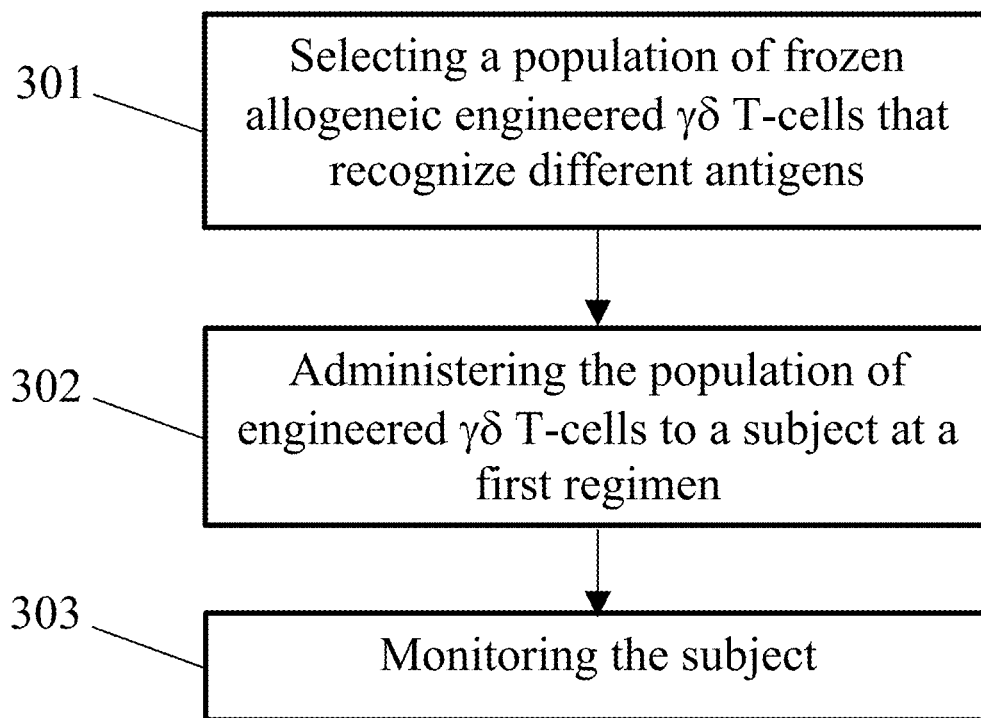 301
Selecting a population of frozen
allogeneic engineered γδ T-cells that
recognize different antigens
302
Administering the population of
engineered γδ T-cells to a subject at a
first regimen
303
Monitoring the subject